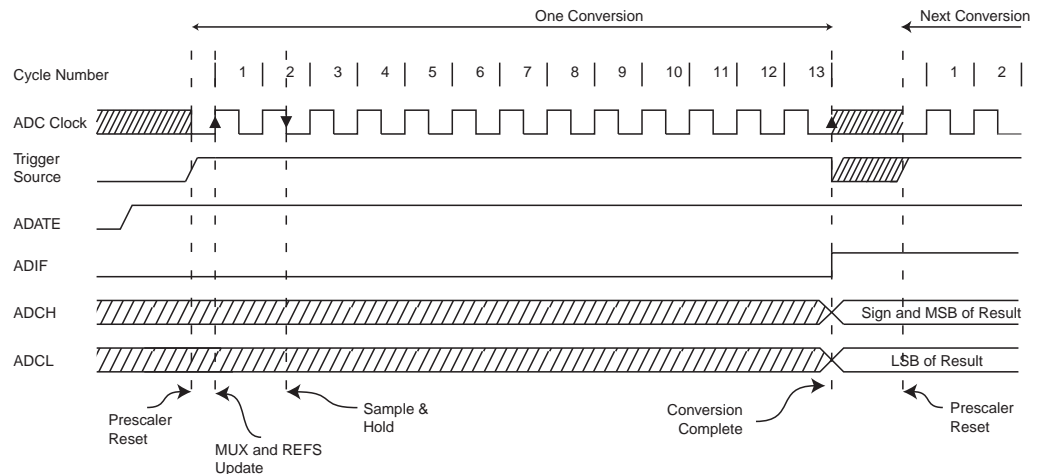 One Conversion
Next Conversion
Cycle Number
1 2 3 4 5 6 7 8 9 10 11 12 13 1 2
ADC Clock
Trigger
Source
ADATE
ADIF
ADCH
Sign and MSB of Result
ADCL
LSB of Result
Prescaler
Reset
MUX and REFS
Update
Sample &
Hold
Conversion
Complete
Prescaler
Reset